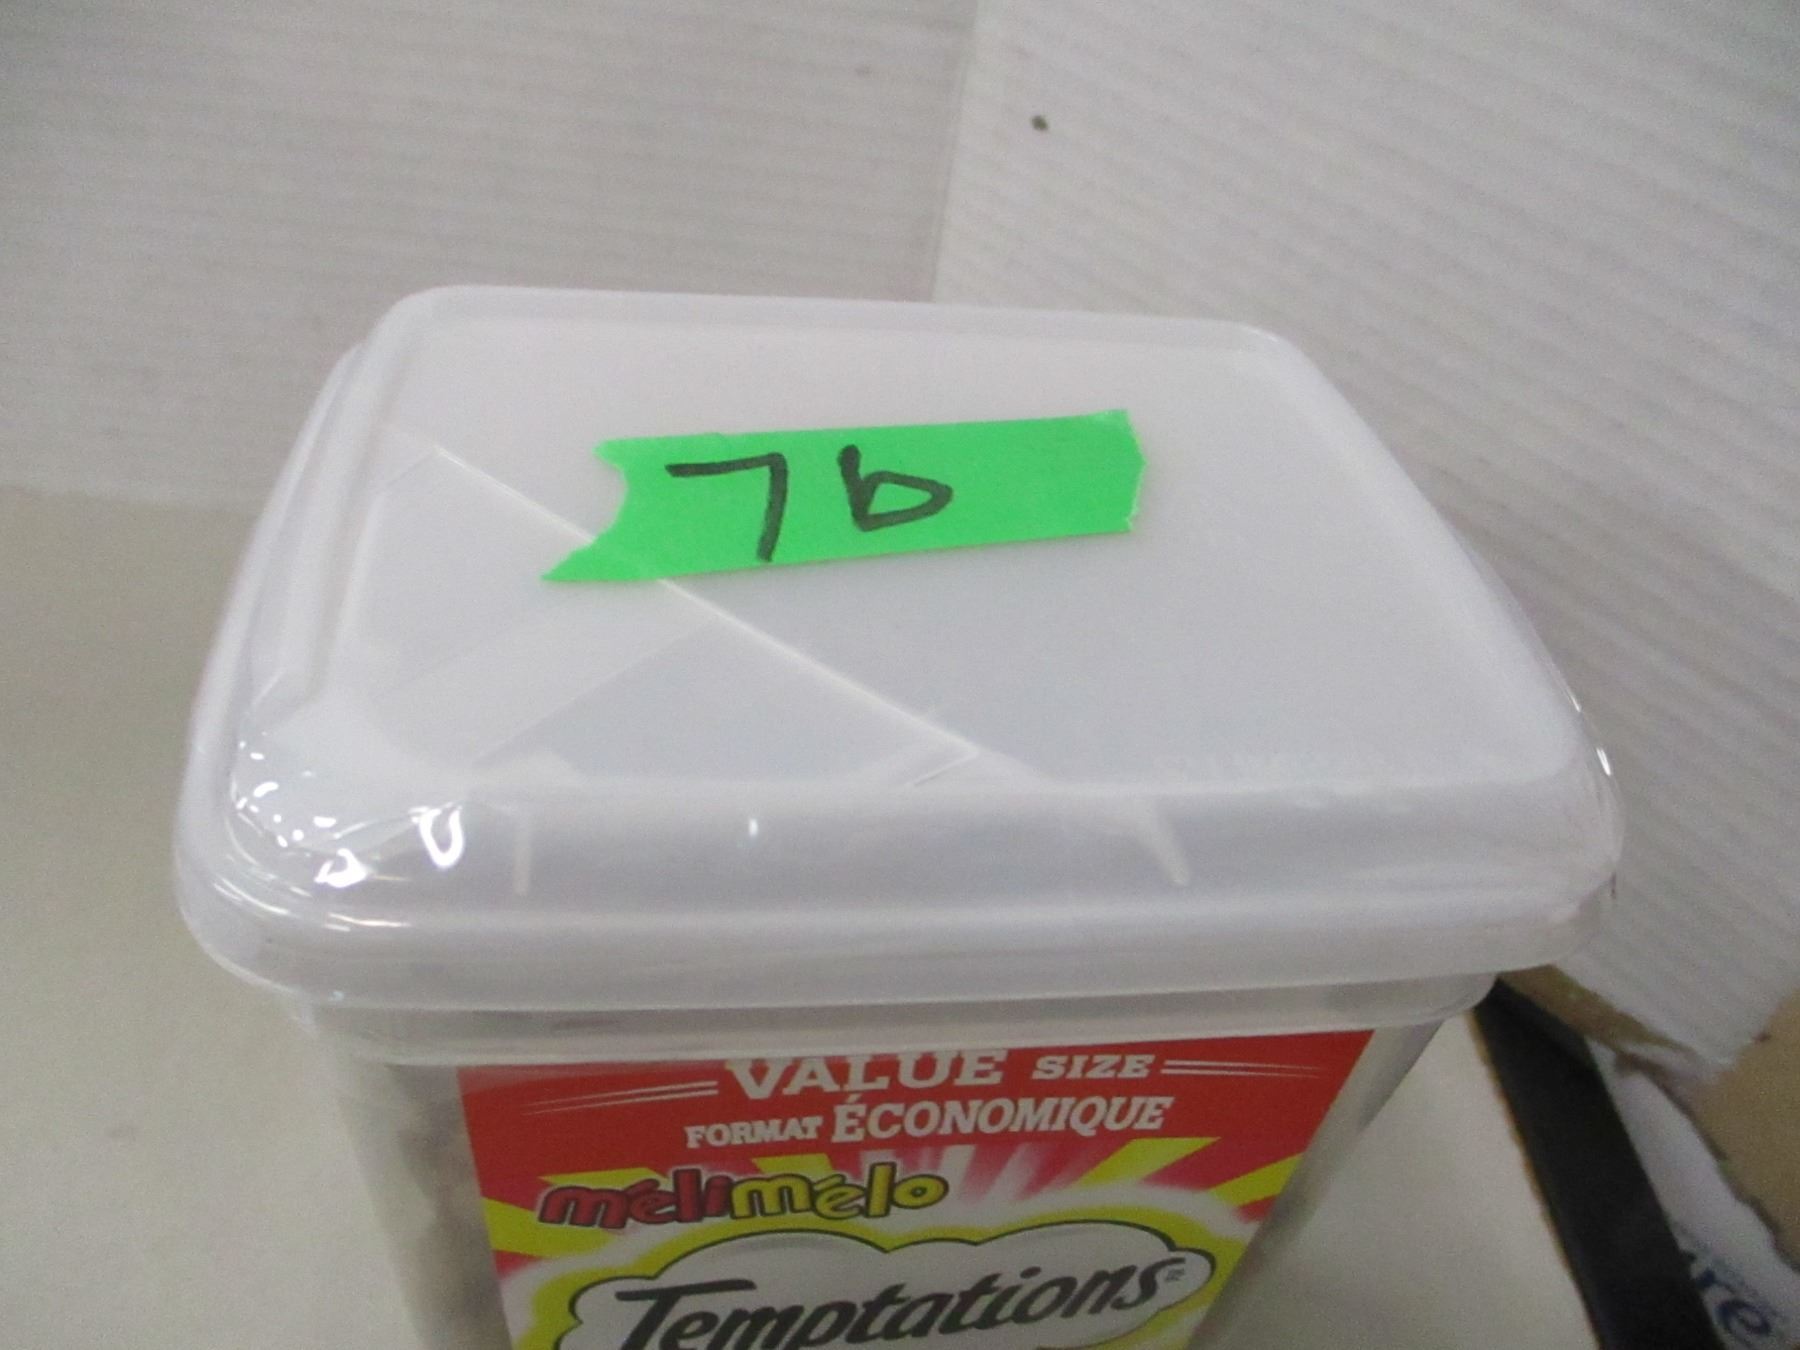 7b
VALUE SIZE
FORMAT ÉCONOMIQUE
mélimélo
Temptations